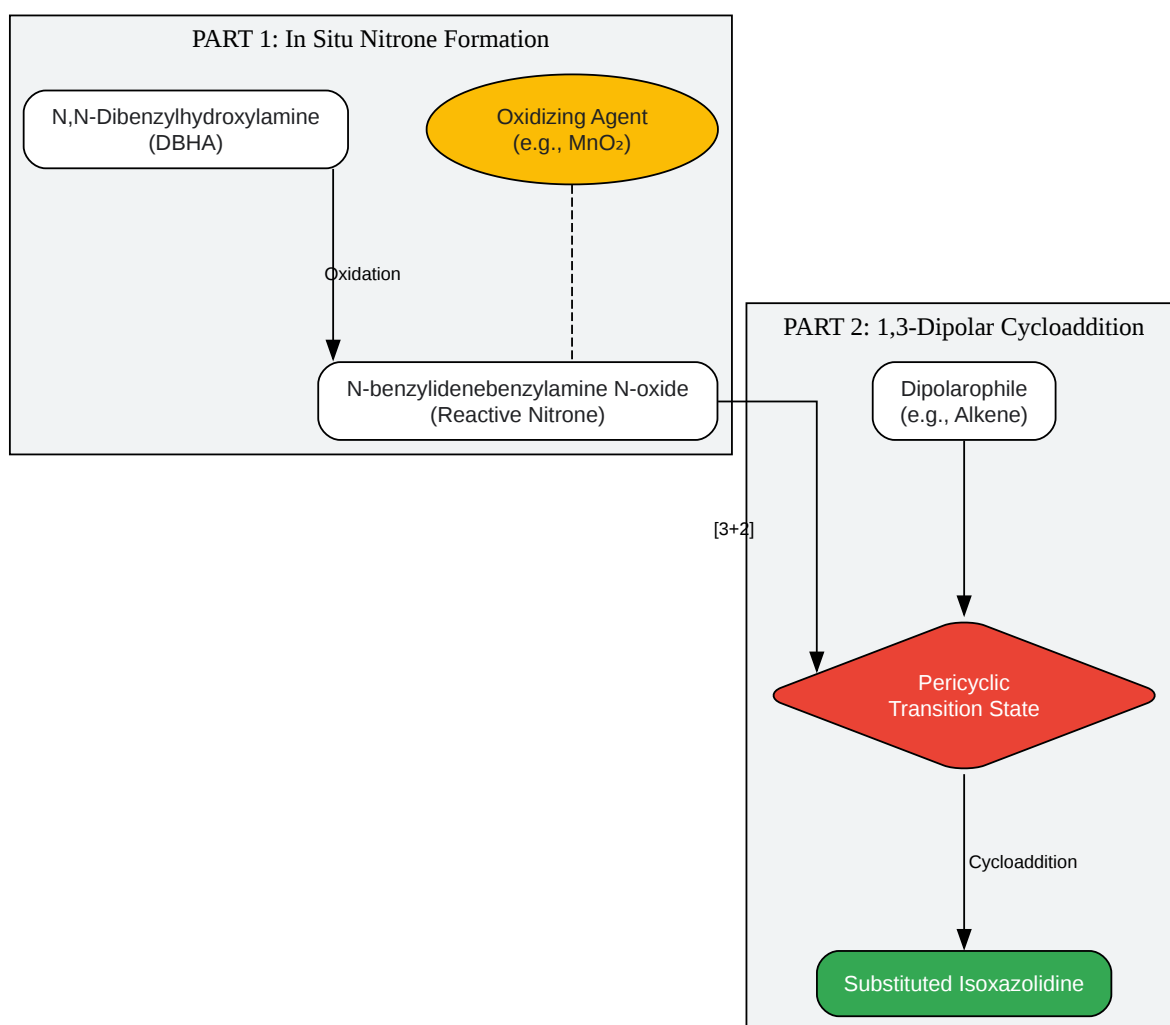 PART 1: In Situ Nitrone Formation
N,N-Dibenzylhydroxylamine
(DBHA)
Oxidizing Agent
(e.g., MnO₂)
Oxidation
N-benzylidenebenzylamine N-oxide
(Reactive Nitrone)
PART 2: 1,3-Dipolar Cycloaddition
Dipolarophile
(e.g., Alkene)
[3+2]
Pericyclic
Transition State
Cycloaddition
Substituted Isoxazolidine